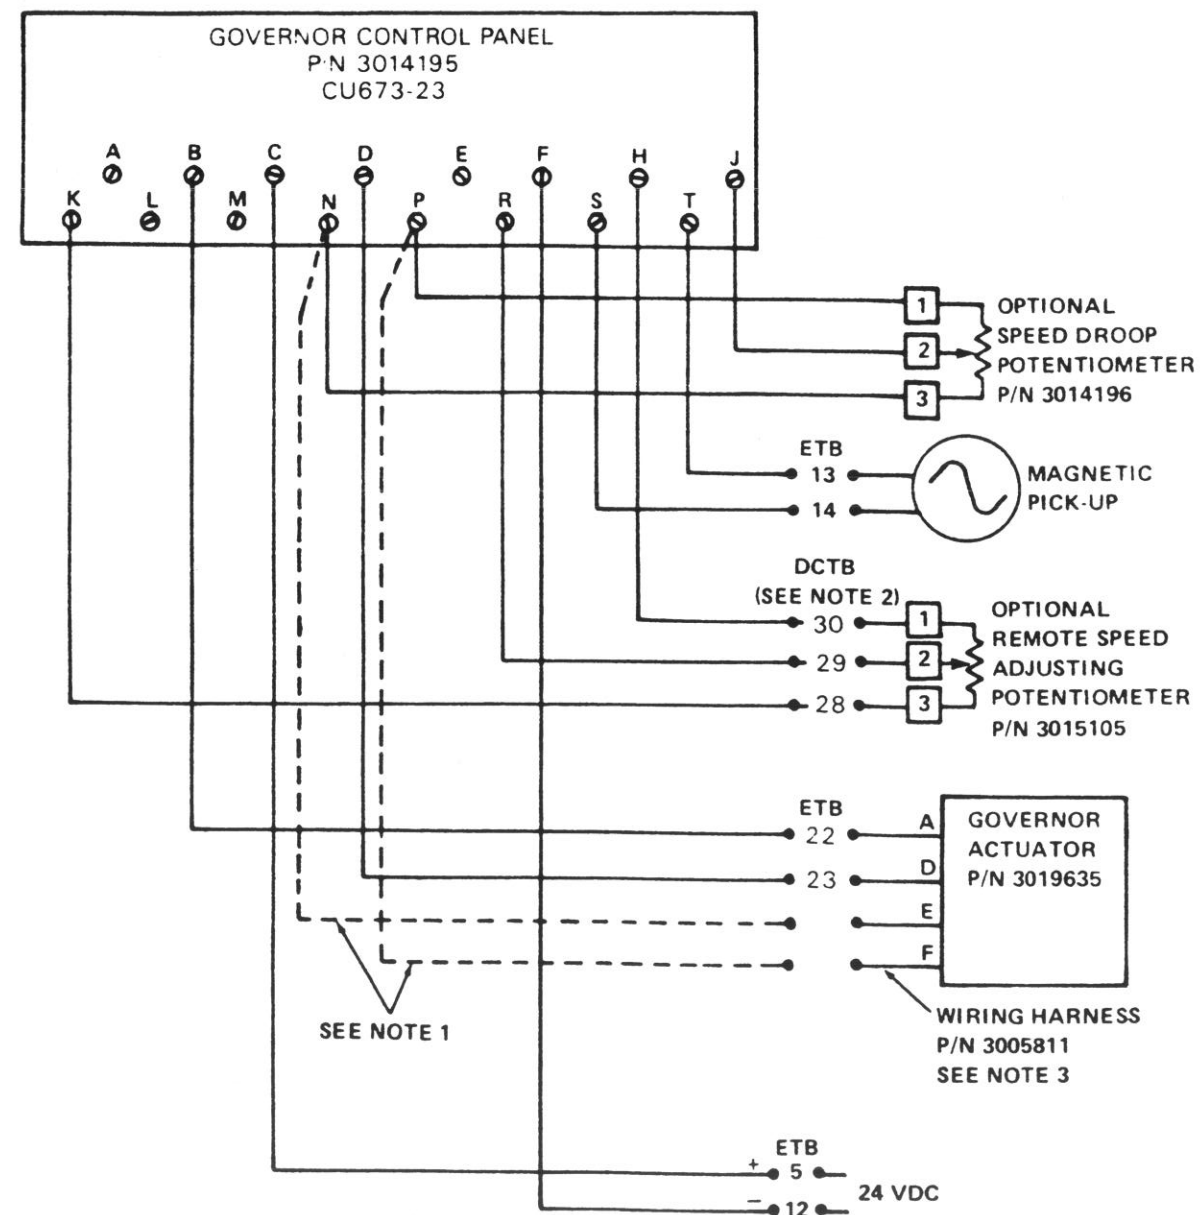 GOVERNOR CONTROL PANEL
P/N 3014195
CU673-23
A B C D E F H J
K L M N P R S T
1
2
3
OPTIONAL
SPEED DROOP
POTENTIOMETER
P/N 3014196
ETB
13
14
MAGNETIC
PICK-UP
DCTB
(SEE NOTE 2)
30 1
29 2
28 3
OPTIONAL
REMOTE SPEED
ADJUSTING
POTENTIOMETER
P/N 3015105
ETB
22 A
23 D
E
F
GOVERNOR
ACTUATOR
P/N 3019635
SEE NOTE 1
WIRING HARNESS
P/N 3005811
SEE NOTE 3
ETB
+ 5
− 12
24 VDC